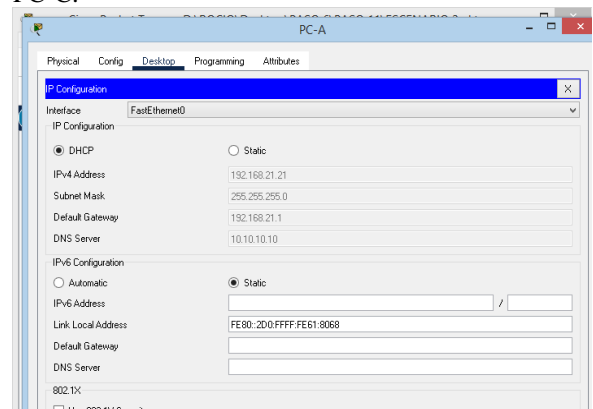 PC-A
Physical Config Desktop Programming Attributes
IP Configuration X
Interface FastEthernet0
IP Configuration
DHCP Static
IPv4 Address 192.168.21.21
Subnet Mask 255.255.255.0
Default Gateway 192.168.21.1
DNS Server 10.10.10.10
IPv6 Configuration
Automatic Static
IPv6 Address /
Link Local Address FE80::2D0:FFFF:FE61:8068
Default Gateway
DNS Server
802.1X